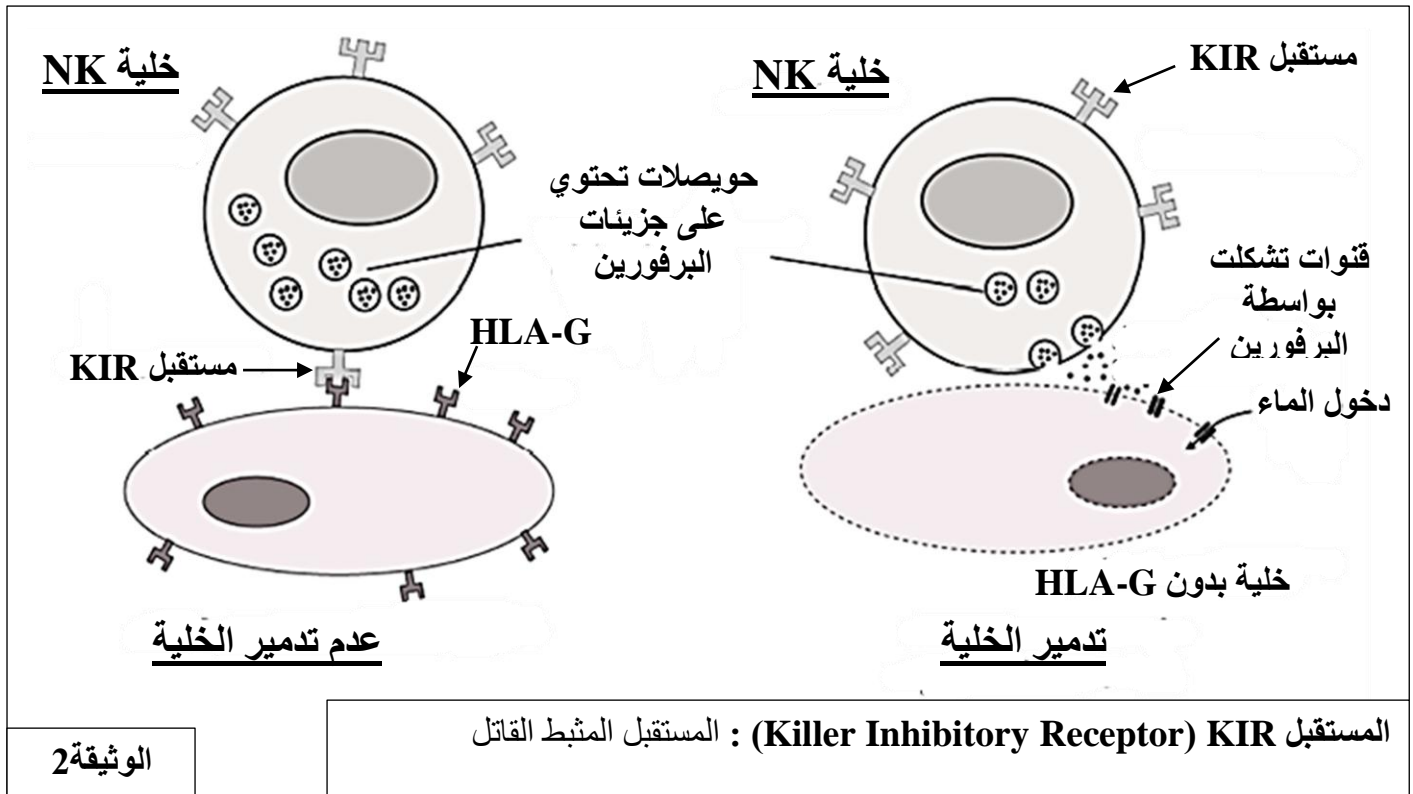 خلية NK
خلية NK
مستقبل KIR
حويصلات تحتوي
على جزيئات
البرفورين
قنوات تشكلت
بواسطة
البرفورين
HLA-G
مستقبل KIR
دخول الماء
خلية بدون HLA-G
عدم تدمير الخلية
تدمير الخلية
المستقبل KIR (Killer Inhibitory Receptor) : المستقبل المثبط القاتل
الوثيقة2